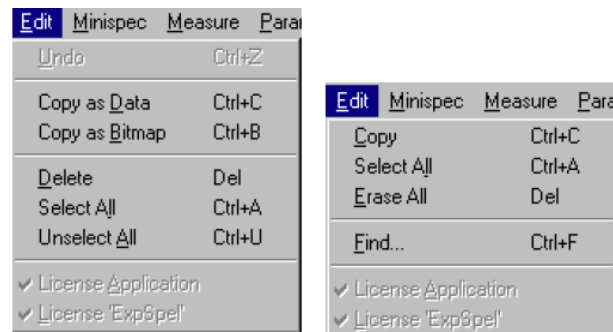 Edit Minispec Measure Para
Undo Ctrl+Z
Copy as Data Ctrl+C
Copy as Bitmap Ctrl+B
Delete Del
Select All Ctrl+A
Unselect All Ctrl+U
✔ License Application
✔ License 'ExpSpel'
Edit Minispec Measure Para
Copy Ctrl+C
Select All Ctrl+A
Erase All Del
Find... Ctrl+F
✔ License Application
✔ License 'ExpSpel'